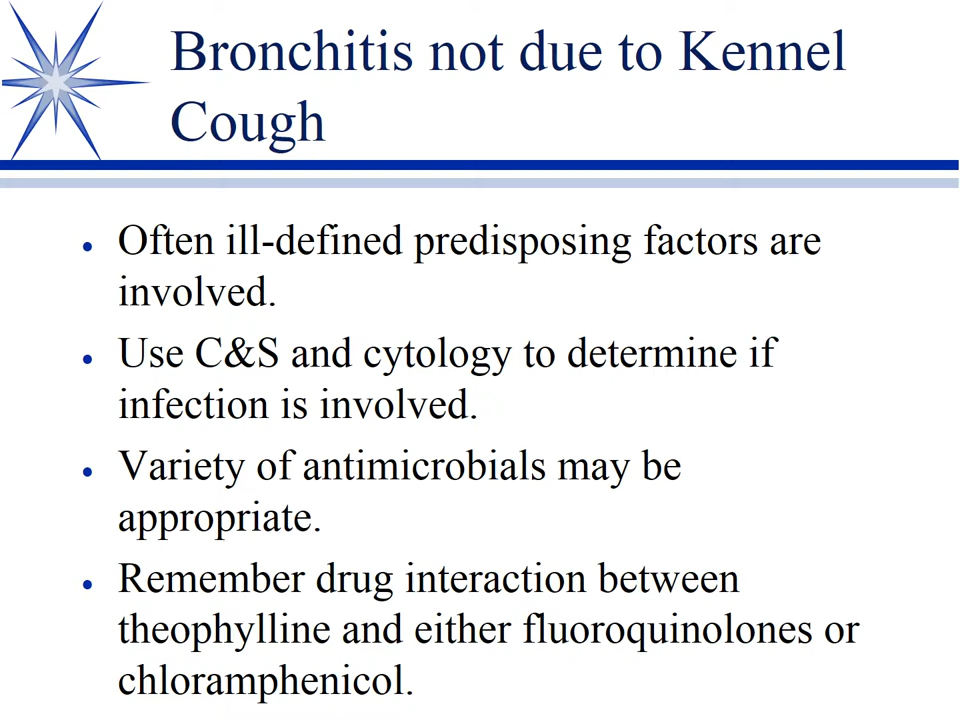 Bronchitis not due to Kennel
Cough
• Often ill-defined predisposing factors are
involved.
• Use C&S and cytology to determine if
infection is involved.
• Variety of antimicrobials may be
appropriate.
• Remember drug interaction between
theophylline and either fluoroquinolones or
chloramphenicol.